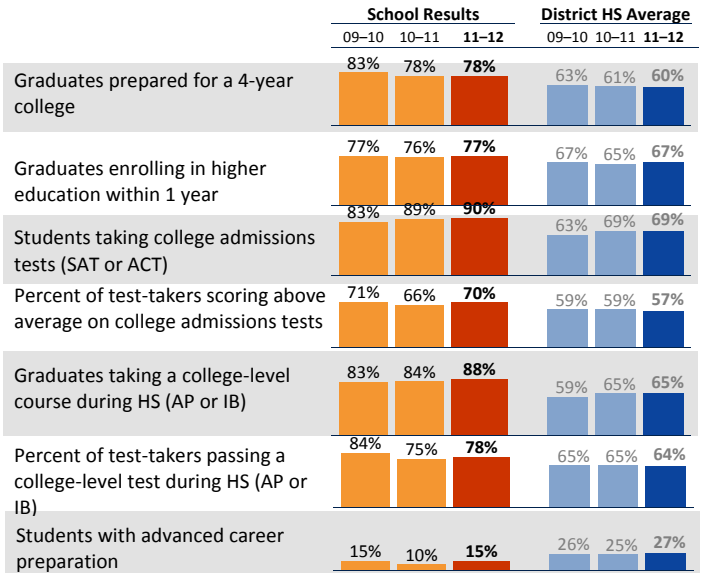 School Results District HS Average
09–10 10–11 11–12 09–10 10–11 11–12
83% 78% 78% 63% 61% 60%
Graduates prepared for a 4-year
college
77% 76% 77% 67% 65% 67%
Graduates enrolling in higher
education within 1 year
83% 89% 90% 63% 69% 69%
Students taking college admissions
tests (SAT or ACT)
71% 66% 70% 59% 59% 57%
Percent of test-takers scoring above
average on college admissions tests
83% 84% 88% 59% 65% 65%
Graduates taking a college-level
course during HS (AP or IB)
84% 75% 78% 65% 65% 64%
Percent of test-takers passing a
college-level test during HS (AP or
IB)
Students with advanced career
preparation
15% 10% 15% 26% 25% 27%